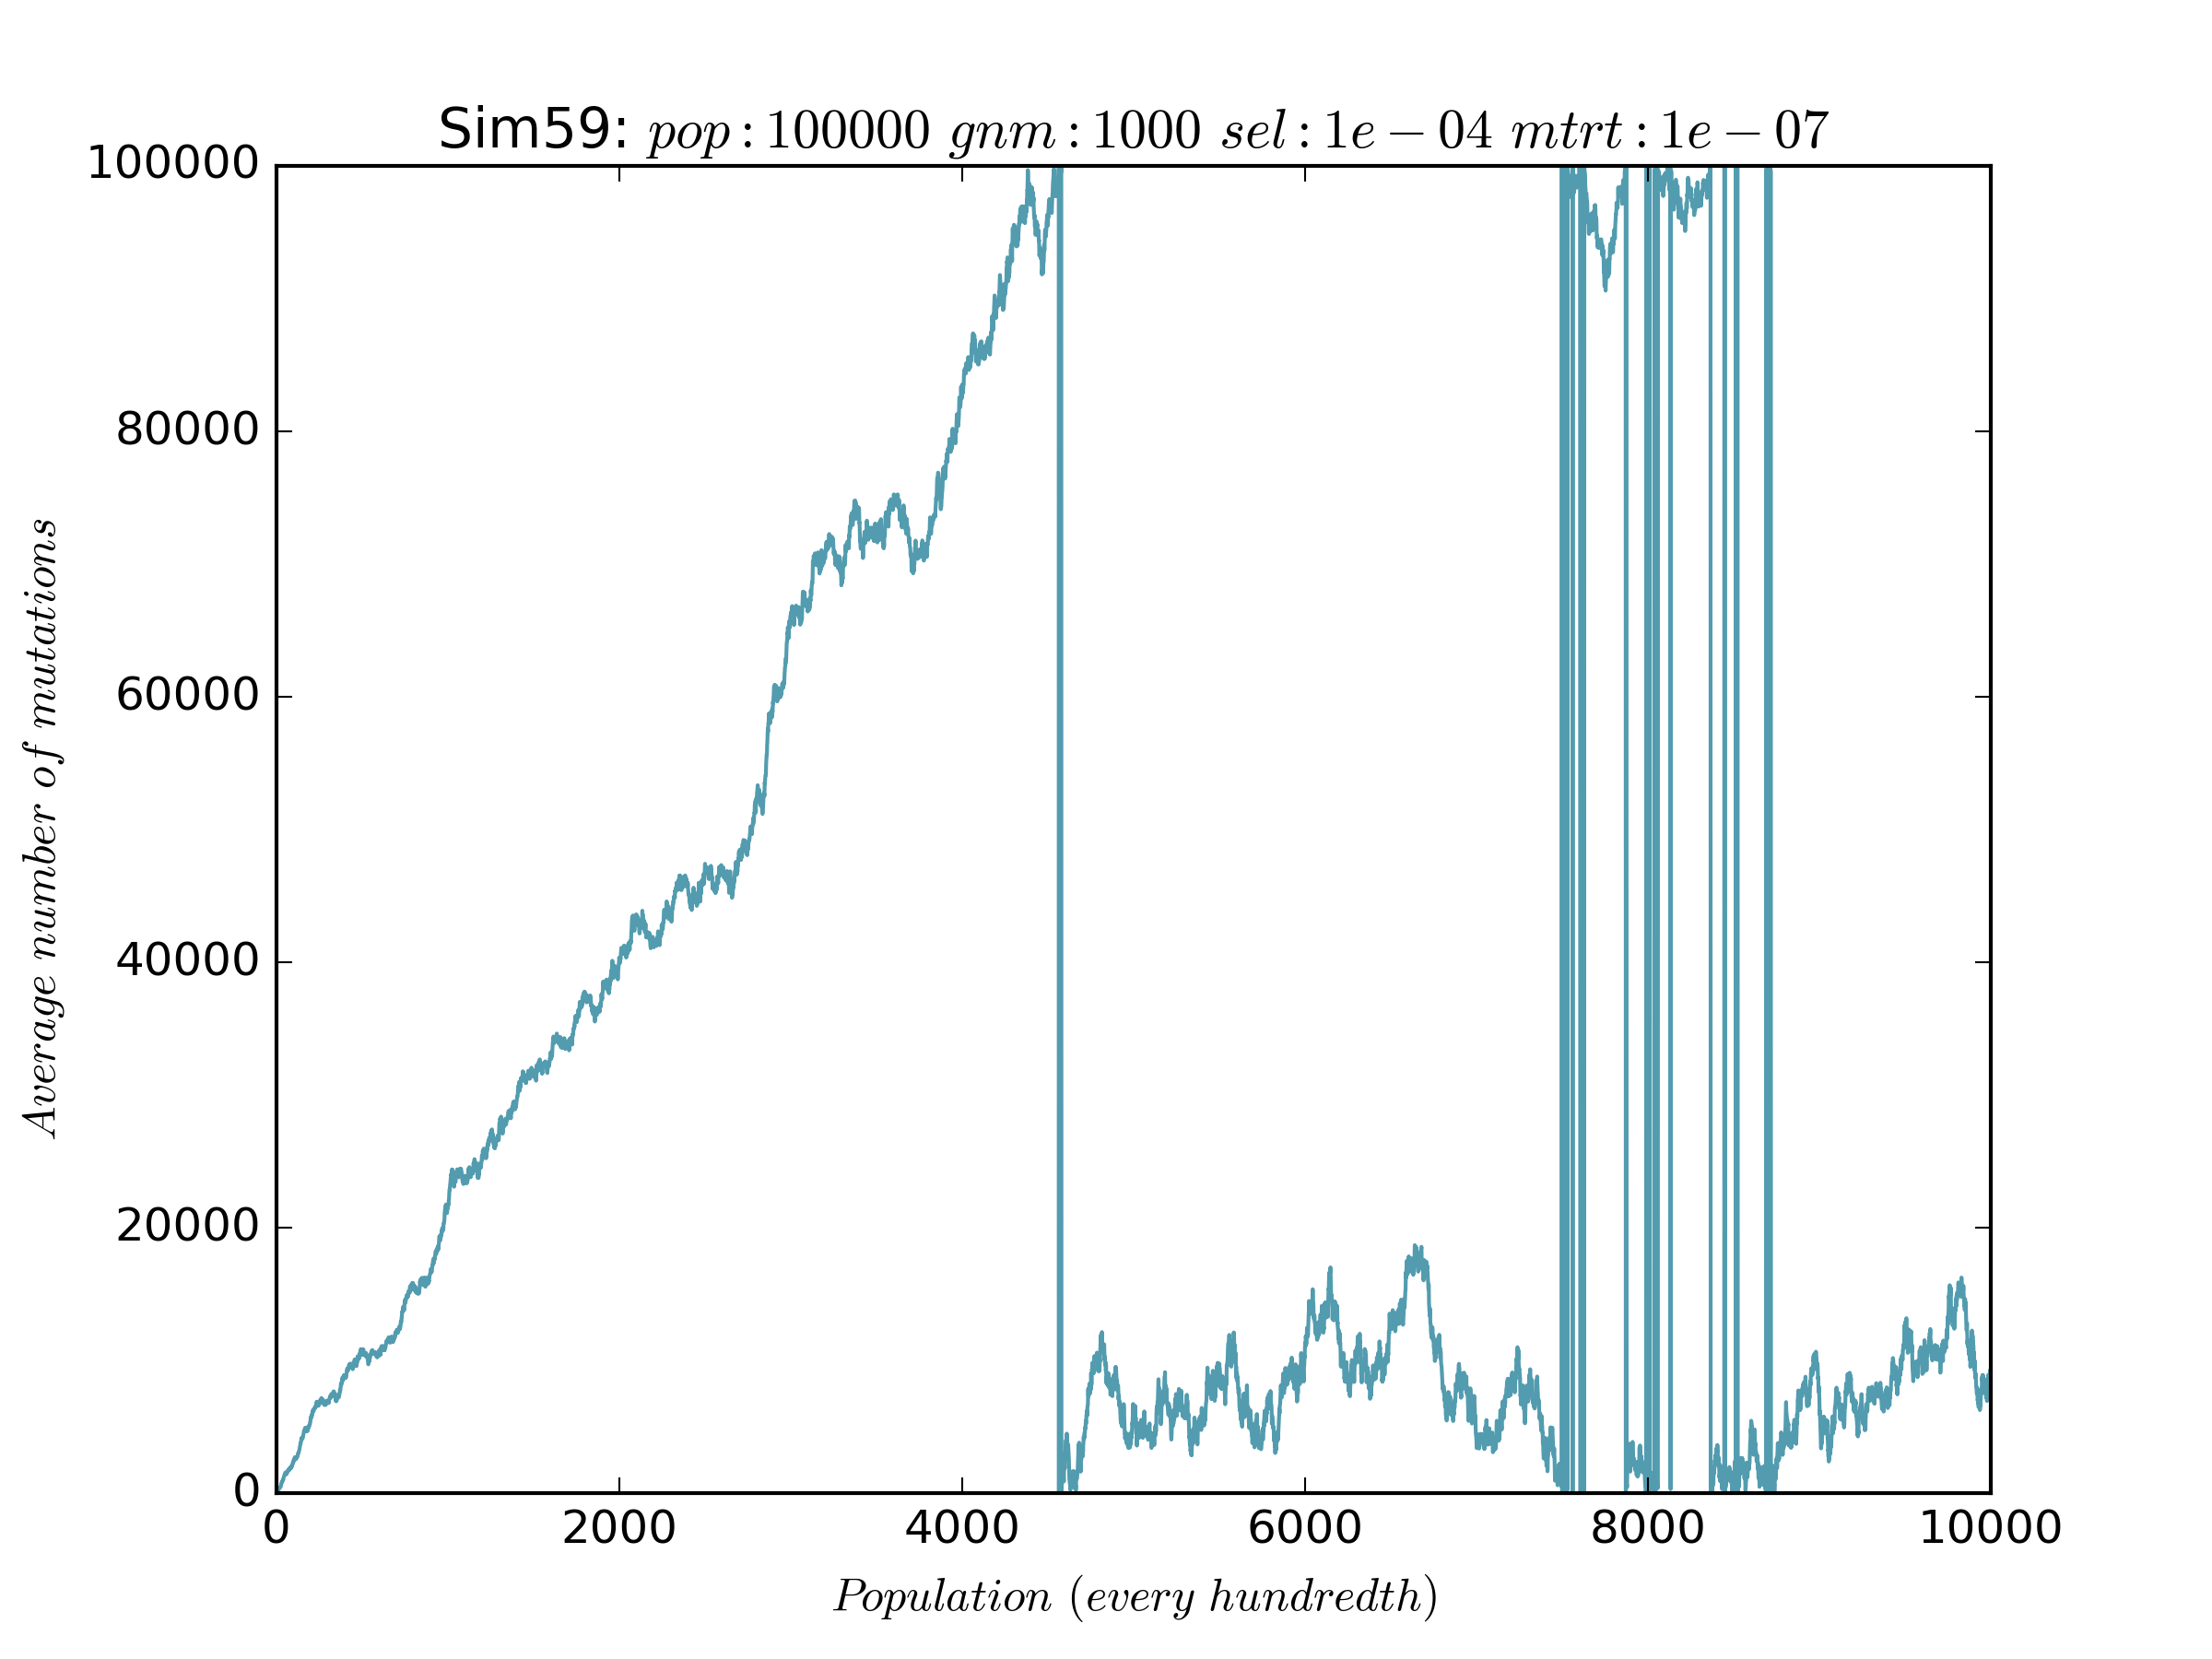 Sim59: pop : 100000 gnm : 1000 sel : 1e − 04 mtrt : 1e − 07
100000
80000
60000
40000
20000
0
Average number of mutations
0 2000 4000 6000 8000 10000
Population (every hundredth)